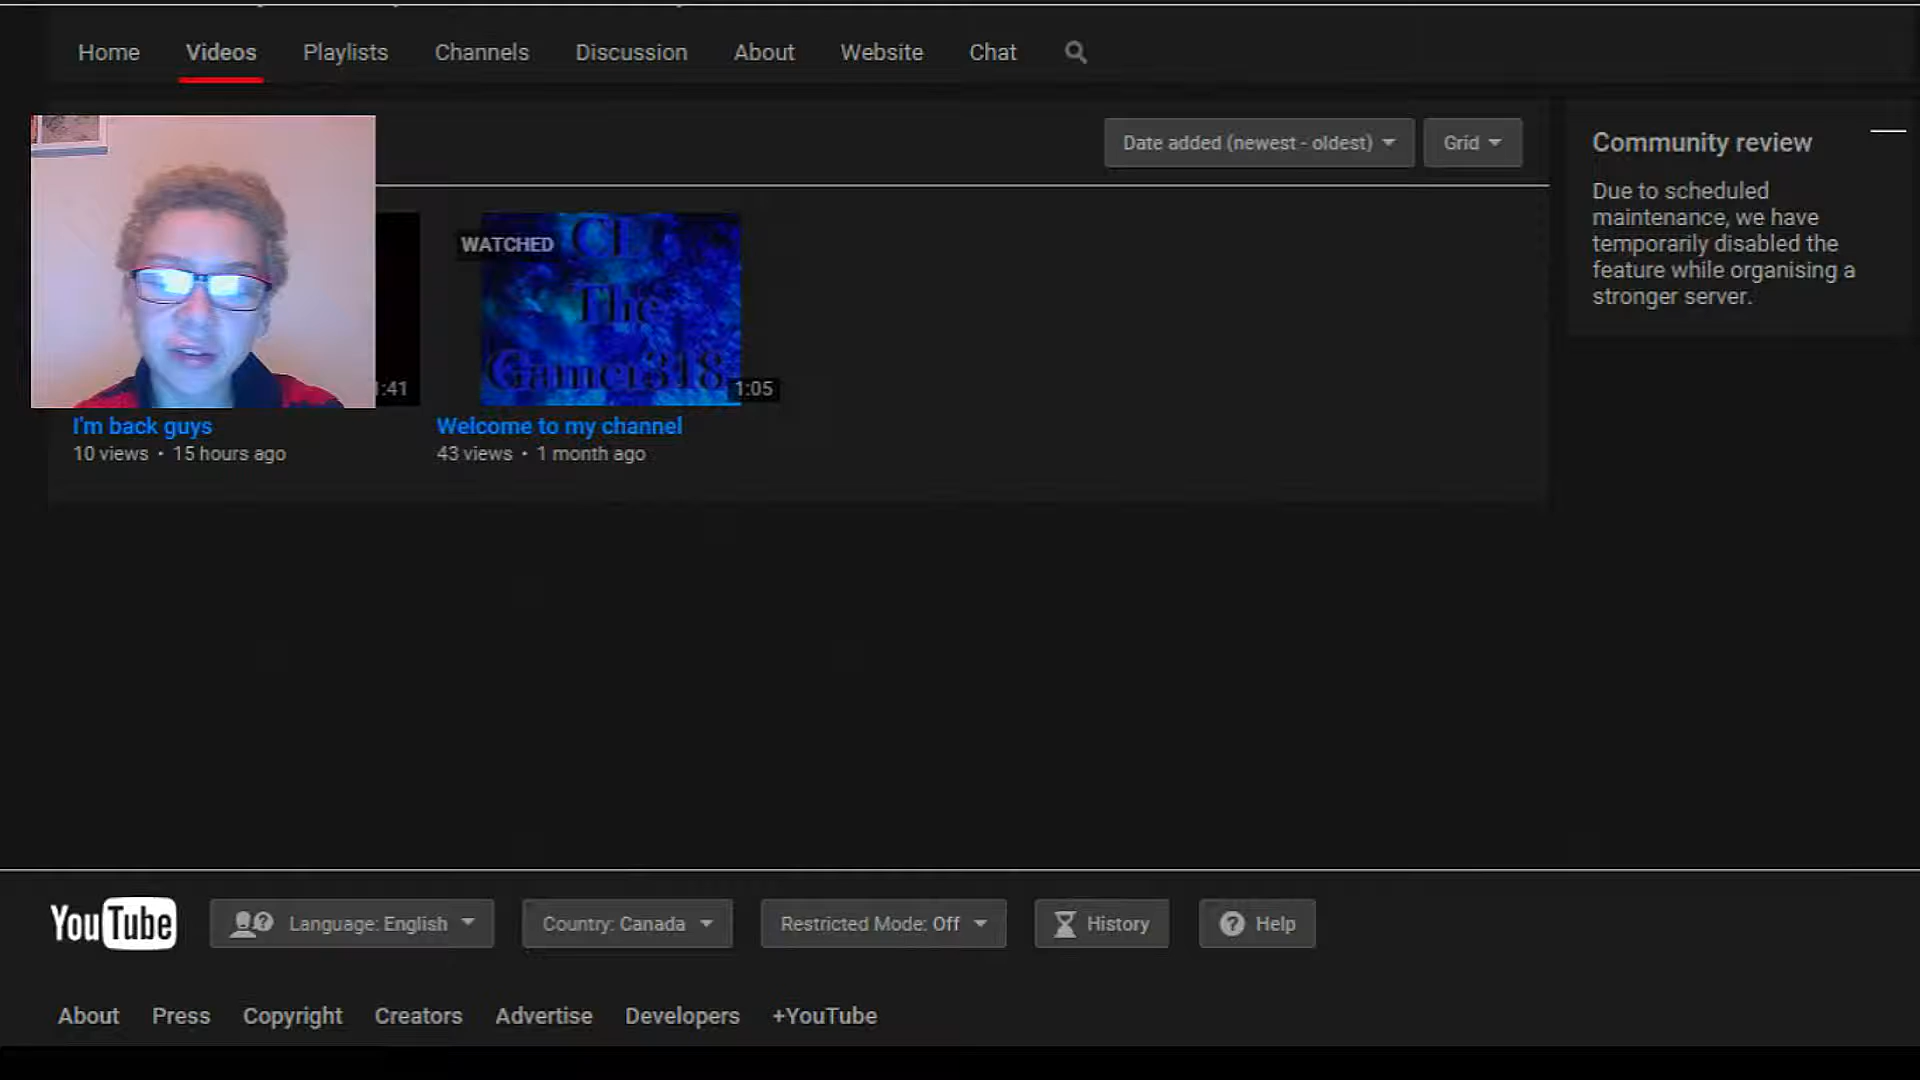 Home Videos Playlists Channels Discussion About Website Chat
Date added (newest - oldest) Grid
Community review
Due to scheduled
maintenance, we have
temporarily disabled the
feature while organising a
stronger server.
WATCHED
The
Gamer318
:41
1:05
I'm back guys
10 views • 15 hours ago
Welcome to my channel
43 views • 1 month ago
YouTube Language: English Country: Canada Restricted Mode: Off History Help
About Press Copyright Creators Advertise Developers +YouTube